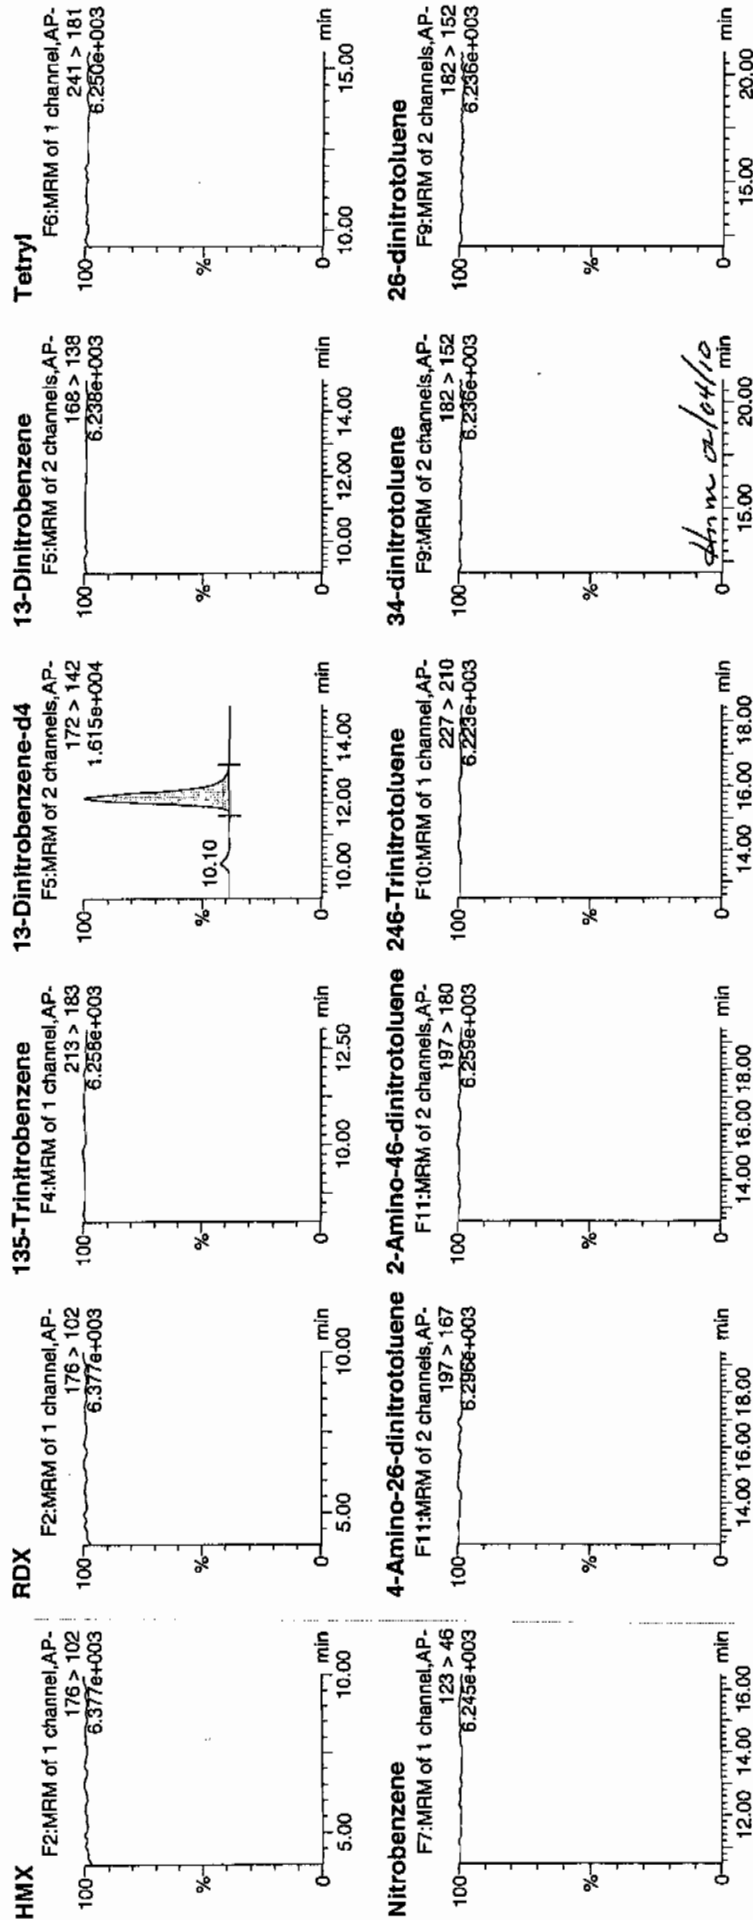 HMX
F2:MRM of 1 channel,AP-
176 > 102
6.377e+003
100
%
0
5.00
10.00
min
RDX
F2:MRM of 1 channel,AP-
176 > 102
6.377e+003
100
%
0
5.00
10.00
min
135-Trinitrobenzene
F4:MRM of 1 channel,AP-
213 > 183
6.258e+003
100
%
0
10.00
12.50
min
13-Dinitrobenzene-d4
F5:MRM of 2 channels,AP-
172 > 142
1.615e+004
100
10.10
%
0
10.00
12.00
14.00
min
13-Dinitrobenzene
F5:MRM of 2 channels,AP-
168 > 138
6.238e+003
100
%
0
10.00
12.00
14.00
min
Tetryl
F6:MRM of 1 channel,AP-
241 > 181
6.250e+003
100
%
0
10.00
15.00
min
Nitrobenzene
F7:MRM of 1 channel,AP-
123 > 46
6.245e+003
100
%
0
12.00
14.00
16.00
min
4-Amino-26-dinitrotoluene
F11:MRM of 2 channels,AP-
197 > 167
6.296e+003
100
%
0
14.00
16.00
18.00
min
2-Amino-46-dinitrotoluene
F11:MRM of 2 channels,AP-
197 > 180
6.259e+003
100
%
0
14.00
16.00
18.00
min
246-Trinitrotoluene
F10:MRM of 1 channel,AP-
227 > 210
6.223e+003
100
%
0
14.00
16.00
18.00
min
34-dinitrotoluene
F9:MRM of 2 channels,AP-
182 > 152
6.236e+003
100
%
0
15.00
20.00
min
26-dinitrotoluene
F9:MRM of 2 channels,AP-
182 > 152
6.236e+003
100
%
0
15.00
20.00
min